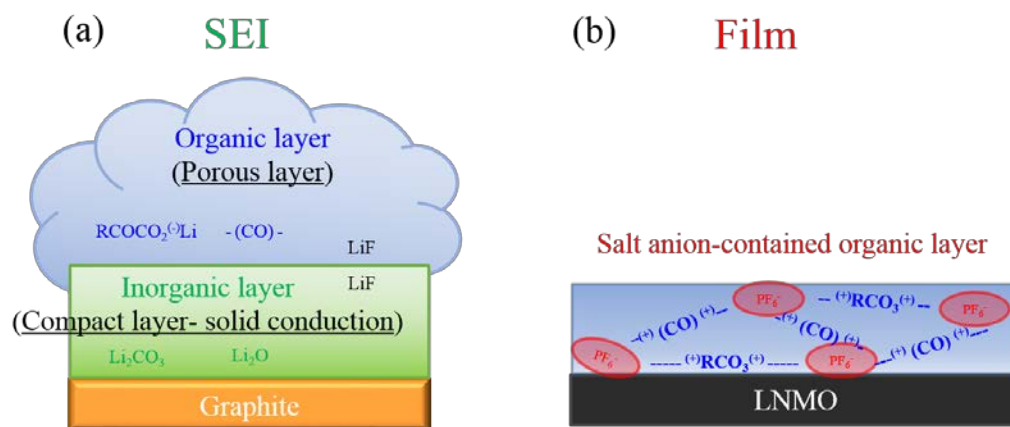 (a) SEI
Organic layer
(Porous layer)
RCOCO₂⁽⁻⁾Li -(CO)-
LiF
LiF
Inorganic layer
(Compact layer- solid conduction)
Li₂CO₃ Li₂O
Graphite
(b) Film
Salt anion-contained organic layer
PF₆⁻ --⁽⁺⁾RCO₃⁽⁺⁾-- PF₆⁻
--⁽⁺⁾(CO)⁽⁺⁾-- --⁽⁺⁾(CO)⁽⁺⁾-- --⁽⁺⁾(CO)⁽⁺⁾---
PF₆⁻ -----⁽⁺⁾RCO₃⁽⁺⁾----- PF₆⁻
LNMO